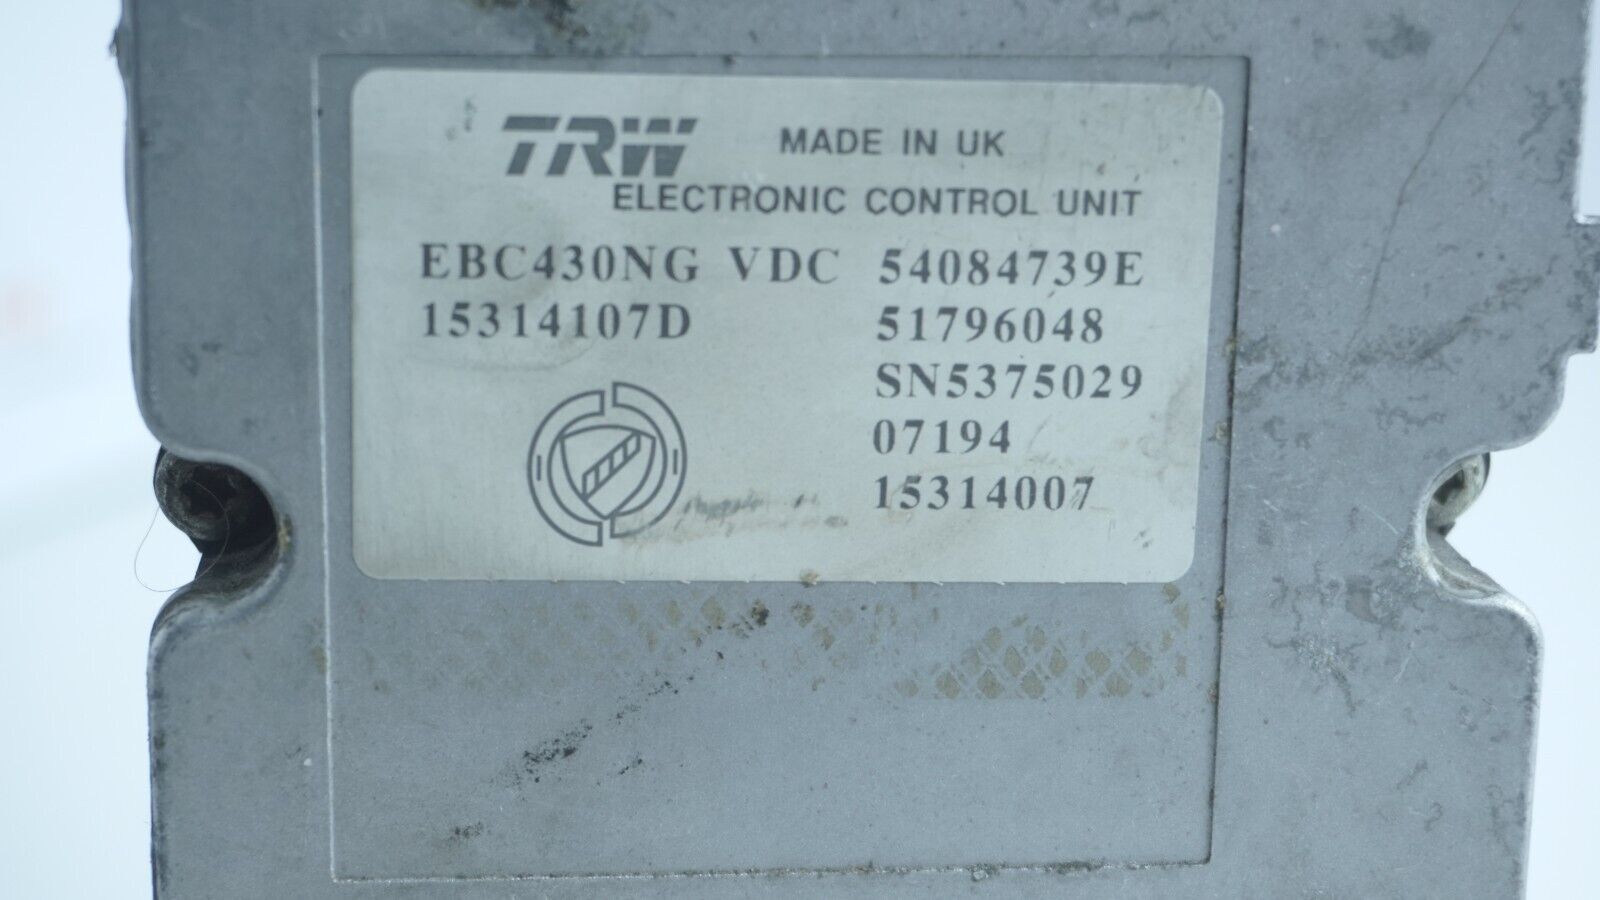 TRW MADE IN UK
ELECTRONIC CONTROL UNIT
EBC430NG VDC 54084739E
15314107D 51796048
SN5375029
07194
15314007